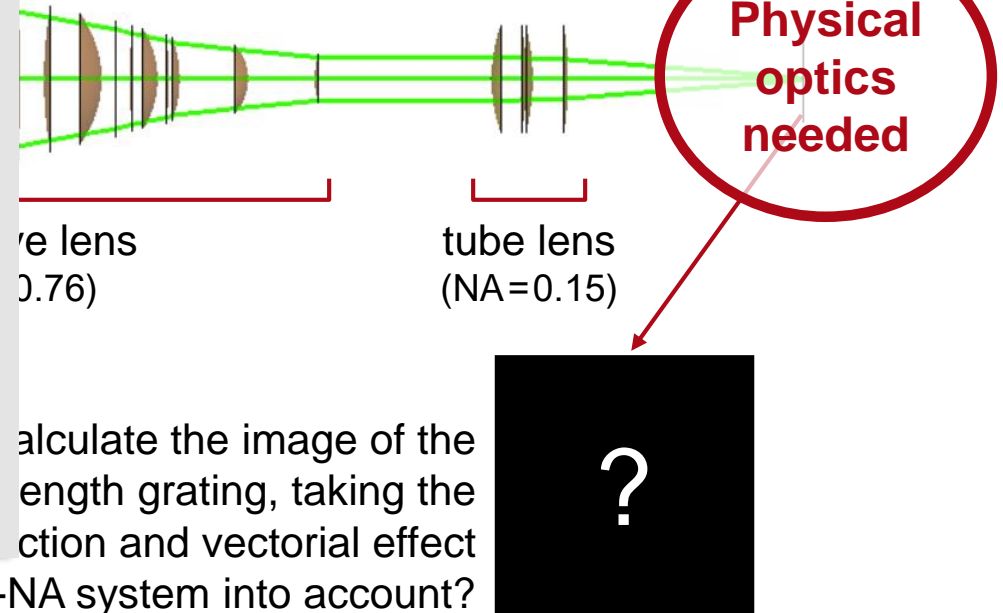 Physical
optics
needed
ve lens
0.76)
tube lens
(NA=0.15)
alculate the image of the
ength grating, taking the
ction and vectorial effect
-NA system into account?
?